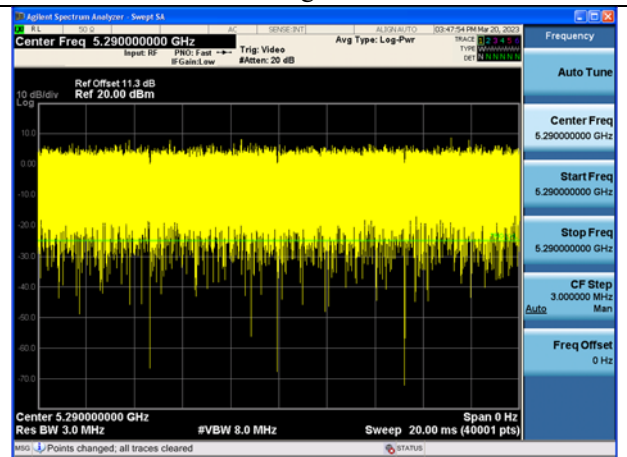 Agilent Spectrum Analyzer - Swept SA
RL 50 Ω AC SENSE:INT ALIGN AUTO 03:47:54 PM Mar 20, 2023
Center Freq 5.290000000 GHz Avg Type: Log-Pwr TRACE 1 2 3 4 5 6
Input: RF PNO: Fast Trig: Video TYPE
IFGain:Low #Atten: 20 dB DET N N N N N N
Ref Offset 11.3 dB
10 dB/div Ref 20.00 dBm
Log
10.0
0.00
-10.0
-20.0
-30.0
-40.0
-50.0
-60.0
-70.0
Center 5.290000000 GHz Span 0 Hz
Res BW 3.0 MHz #VBW 8.0 MHz Sweep 20.00 ms (40001 pts)
MSG Points changed; all traces cleared STATUS
Frequency
Auto Tune
Center Freq
5.290000000 GHz
Start Freq
5.290000000 GHz
Stop Freq
5.290000000 GHz
CF Step
3.000000 MHz
Auto Man
Freq Offset
0 Hz